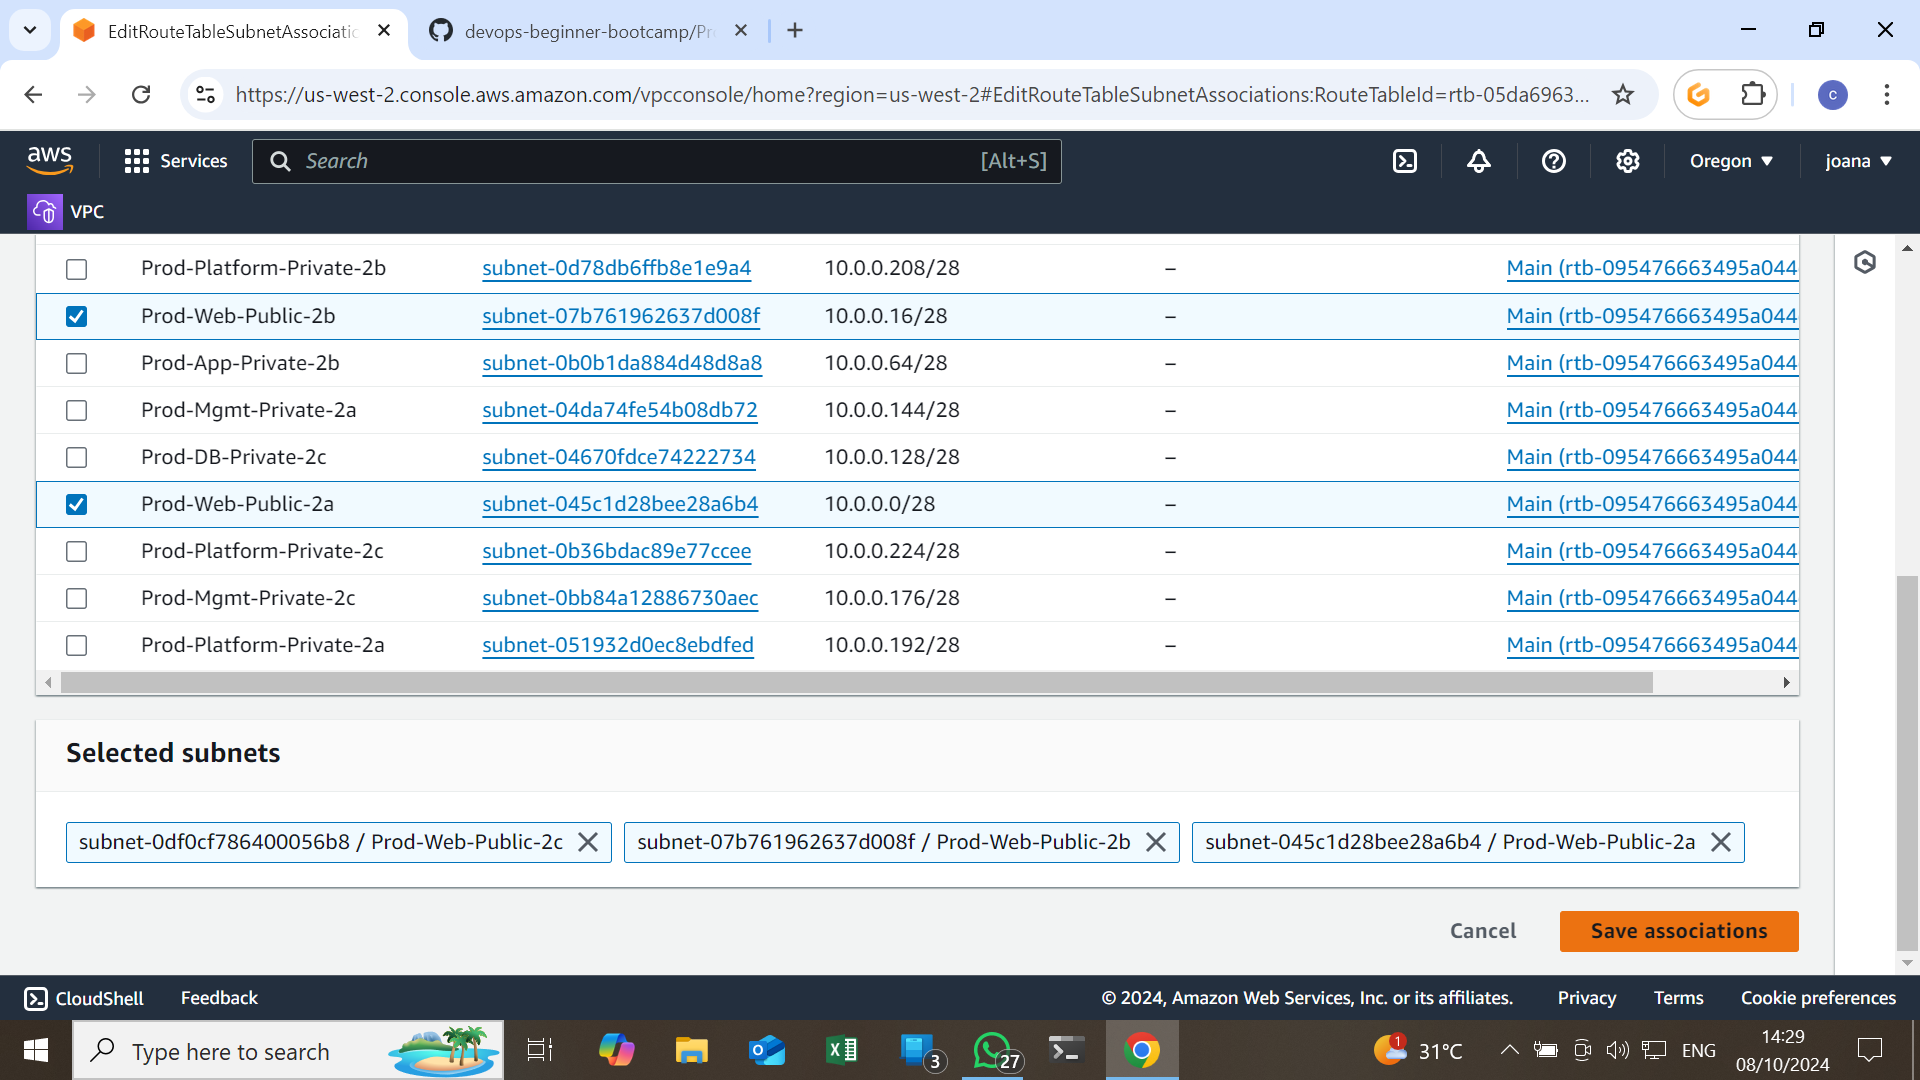 EditRouteTableSubnetAssociatic
devops-beginner-bootcamp/Pr
https://us-west-2.console.aws.amazon.com/vpcconsole/home?region=us-west-2#EditRouteTableSubnetAssociations:RouteTableId=rtb-05da6963...
C
aws
Services
Search
[Alt+S]
Oregon
joana
VPC
Prod-Platform-Private-2b subnet-0d78db6ffb8e1e9a4 10.0.0.208/28 – Main (rtb-095476663495a044
Prod-Web-Public-2b subnet-07b761962637d008f 10.0.0.16/28 – Main (rtb-095476663495a044
Prod-App-Private-2b subnet-0b0b1da884d48d8a8 10.0.0.64/28 – Main (rtb-095476663495a044
Prod-Mgmt-Private-2a subnet-04da74fe54b08db72 10.0.0.144/28 – Main (rtb-095476663495a044
Prod-DB-Private-2c subnet-04670fdce74222734 10.0.0.128/28 – Main (rtb-095476663495a044
Prod-Web-Public-2a subnet-045c1d28bee28a6b4 10.0.0.0/28 – Main (rtb-095476663495a044
Prod-Platform-Private-2c subnet-0b36bdac89e77ccee 10.0.0.224/28 – Main (rtb-095476663495a044
Prod-Mgmt-Private-2c subnet-0bb84a12886730aec 10.0.0.176/28 – Main (rtb-095476663495a044
Prod-Platform-Private-2a subnet-051932d0ec8ebdfed 10.0.0.192/28 – Main (rtb-095476663495a044
Selected subnets
subnet-0df0cf786400056b8 / Prod-Web-Public-2c
subnet-07b761962637d008f / Prod-Web-Public-2b
subnet-045c1d28bee28a6b4 / Prod-Web-Public-2a
Cancel
Save associations
CloudShell
Feedback
© 2024, Amazon Web Services, Inc. or its affiliates.
Privacy
Terms
Cookie preferences
Type here to search
3
27
1
31°C
ENG
14:29
08/10/2024